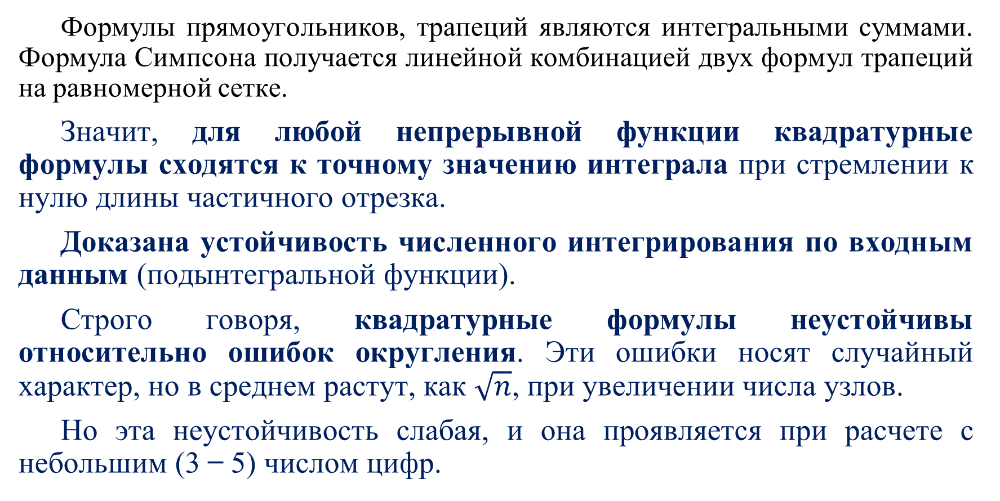 Формулы прямоугольников, трапеций являются интегральными суммами.
Формула Симпсона получается линейной комбинацией двух формул трапеций
на равномерной сетке.
Значит, для любой непрерывной функции квадратурные
формулы сходятся к точному значению интеграла при стремлении к
нулю длины частичного отрезка.
Доказана устойчивость численного интегрирования по входным
данным (подынтегральной функции).
Строго говоря, квадратурные формулы неустойчивы
относительно ошибок округления. Эти ошибки носят случайный
характер, но в среднем растут, как √n, при увеличении числа узлов.
Но эта неустойчивость слабая, и она проявляется при расчете с
небольшим (3 − 5) числом цифр.